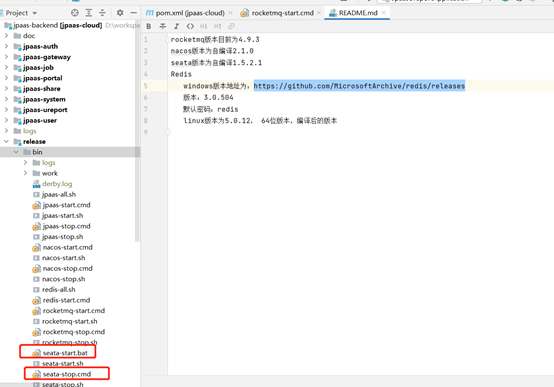 Project
jpaas-backend [jpaas-cloud] D:\workspa
doc
jpaas-auth
jpaas-gateway
jpaas-job
jpaas-portal
jpaas-share
jpaas-system
jpaas-ureport
jpaas-user
logs
release
bin
logs
work
derby.log
jpaas-all.sh
jpaas-start.cmd
jpaas-start.sh
jpaas-stop.cmd
jpaas-stop.sh
nacos-start.cmd
nacos-start.sh
nacos-stop.cmd
nacos-stop.sh
redis-all.sh
redis-start.cmd
redis-start.sh
rocketmq-start.cmd
rocketmq-start.sh
rocketmq-stop.cmd
rocketmq-stop.sh
seata-start.bat
seata-start.sh
seata-stop.cmd
seata-stop.sh
pom.xml (jpaas-cloud)
rocketmq-start.cmd
README.md
1 rocketmq版本目前为4.9.3
2 nacos版本为自编译2.1.0
3 seata版本为自编译1.5.2.1
4 Redis
5 windows版本地址为：https://github.com/MicrosoftArchive/redis/releases
6 版本：3.0.504
7 默认密码：redis
8 linux版本为5.0.12， 64位版本，编译后的版本
9